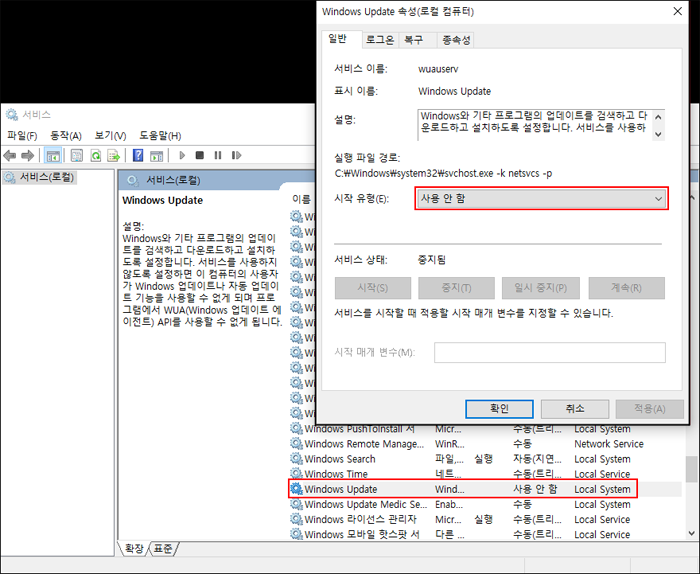 Windows Update 속성(로컬 컴퓨터)
일반 로그온 복구 종속성
서비스 이름: wuauserv
표시 이름: Windows Update
설명: Windows와 기타 프로그램의 업데이트를 검색하고 다
운로드하고 설치하도록 설정합니다. 서비스를 사용하
실행 파일 경로:
C:₩Windows₩system32₩svchost.exe -k netsvcs -p
시작 유형(E): 사용 안 함
서비스 상태: 중지됨
시작(S) 중지(T) 일시 중지(P) 계속(R)
서비스를 시작할 때 적용할 시작 매개 변수를 지정할 수 있습니다.
시작 매개 변수(M):
확인 취소 적용(A)
서비스
파일(F) 동작(A) 보기(V) 도움말(H)
서비스(로컬)
서비스(로컬)
Windows Update
설명:
Windows와 기타 프로그램의 업데이
트를 검색하고 다운로드하고 설치하
도록 설정합니다. 서비스를 사용하지
않도록 설정하면 이 컴퓨터의 사용자
가 Windows 업데이트나 자동 업데이
트 기능을 사용할 수 없게 되며 프로
그램에서 WUA(Windows 업데이트 에
이전트) API를 사용할 수 없게 됩니다.
이름
Windows PushToInstall 서 Micr... 수동(트리... Local System
Windows Remote Manage... WinR... 수동 Network Service
Windows Search 파일,... 실행 자동(지연... Local System
Windows Time 네트... 수동(트리... Local Service
Windows Update Wind... 사용 안 함 Local System
Windows Update Medic Se... Enab... 수동 Local System
Windows 라이선스 관리자 Micr... 실행 수동(트리... Local Service
Windows 모바일 핫스팟 서 다른 ... 수동(트리... Local Service
확장 표준